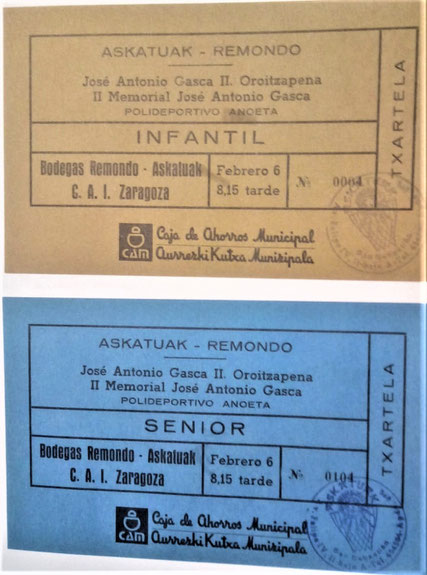 ASKATUAK - REMONDO
José Antonio Gasca II. Oroitzapena
II Memorial José Antonio Gasca
POLIDEPORTIVO ANOETA
INFANTIL
Bodegas Remondo - Askatuak
C. A. I. Zaragoza
Febrero 6
8,15 tarde
Nº 0004
TXARTELA
CAM
Caja de Ahorros Municipal
Aurrezki Kutxa Munizipala
ASKATUAK - REMONDO
José Antonio Gasca II. Oroitzapena
II Memorial José Antonio Gasca
POLIDEPORTIVO ANOETA
SENIOR
Bodegas Remondo - Askatuak
C. A. I. Zaragoza
Febrero 6
8,15 tarde
Nº 0104
TXARTELA
CAM
Caja de Ahorros Municipal
Aurrezki Kutxa Munizipala